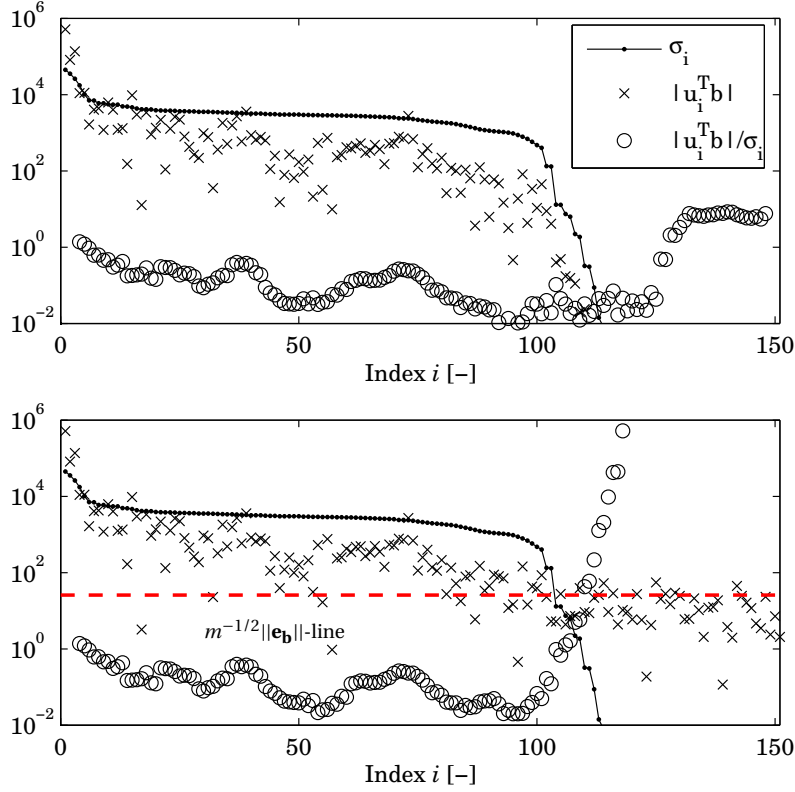 10^6
10^4
10^2
10^0
10^-2
σ_i
|u_i^T b|
|u_i^T b|/σ_i
0 50 100 150
Index i [–]
10^6
10^4
10^2
10^0
10^-2
m^{-1/2}||e_b||-line
0 50 100 150
Index i [–]